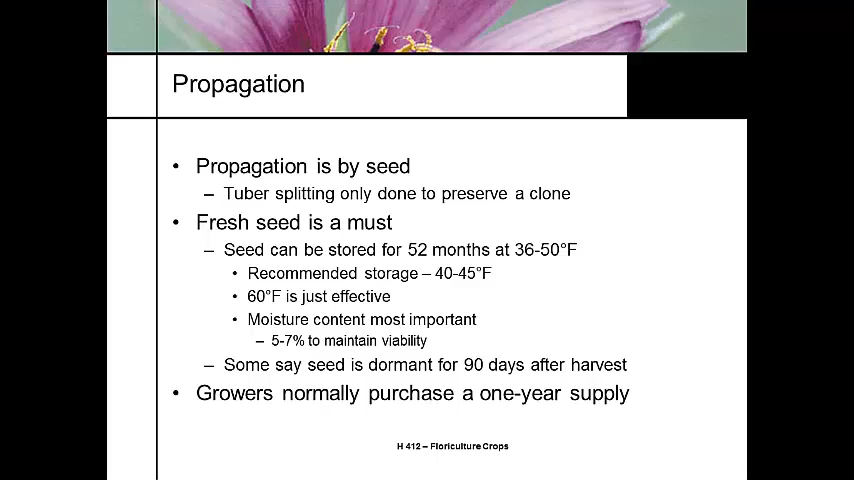 Propagation
• Propagation is by seed
– Tuber splitting only done to preserve a clone
• Fresh seed is a must
– Seed can be stored for 52 months at 36-50°F
• Recommended storage – 40-45°F
• 60°F is just effective
• Moisture content most important
– 5-7% to maintain viability
– Some say seed is dormant for 90 days after harvest
• Growers normally purchase a one-year supply
H 412 – Floriculture Crops